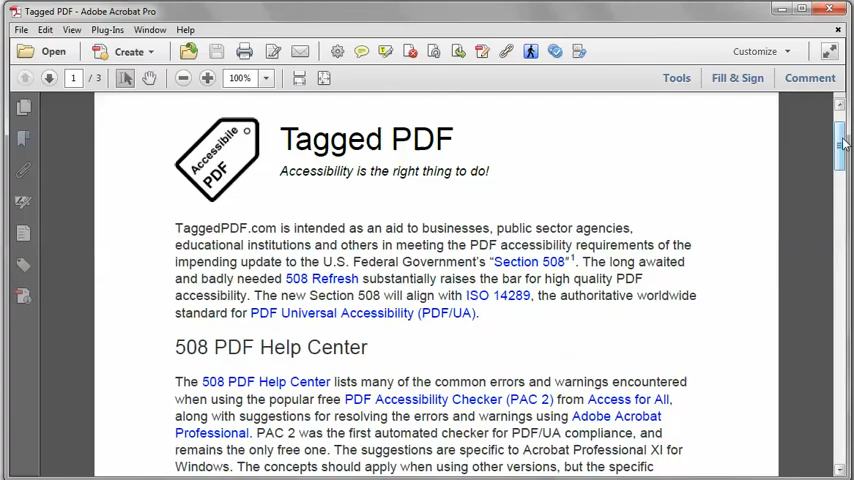 Tagged PDF - Adobe Acrobat Pro
File Edit View Plug-Ins Window Help
Open Create Customize
1 / 3 100% Tools Fill & Sign Comment
Accessibile
PDF
Tagged PDF
Accessibility is the right thing to do!
TaggedPDF.com is intended as an aid to businesses, public sector agencies,
educational institutions and others in meeting the PDF accessibility requirements of the
impending update to the U.S. Federal Government's "Section 508"1. The long awaited
and badly needed 508 Refresh substantially raises the bar for high quality PDF
accessibility. The new Section 508 will align with ISO 14289, the authoritative worldwide
standard for PDF Universal Accessibility (PDF/UA).
508 PDF Help Center
The 508 PDF Help Center lists many of the common errors and warnings encountered
when using the popular free PDF Accessibility Checker (PAC 2) from Access for All,
along with suggestions for resolving the errors and warnings using Adobe Acrobat
Professional. PAC 2 was the first automated checker for PDF/UA compliance, and
remains the only free one. The suggestions are specific to Acrobat Professional XI for
Windows. The concepts should apply when using other versions, but the specific